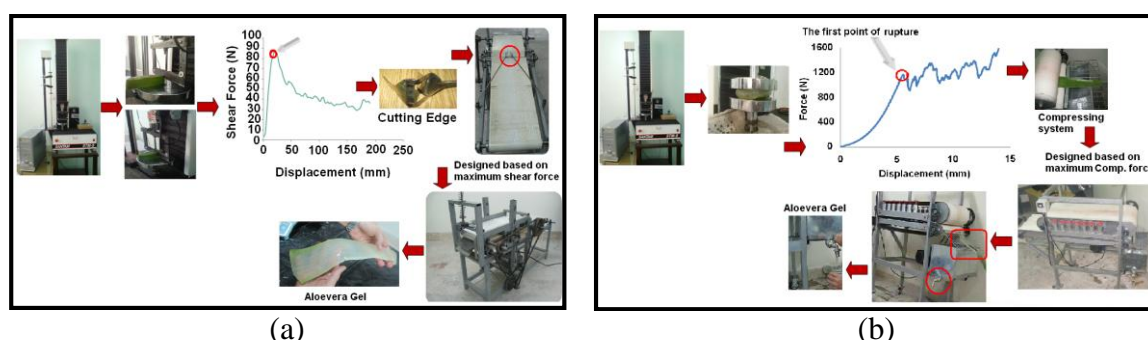 100
90
80
70
60
50
40
30
20
10
0
Shear Force (N)
0 50 100 150 200 250
Displacement (mm)
Cutting Edge
Designed based on
maximum shear force
Aloevera Gel
(a)
The first point of rupture
1600
1200
800
400
0
Force (N)
0 5 10 15
Displacement (mm)
Compressing
system
Designed based on
maximum Comp. force
Aloevera Gel
(b)